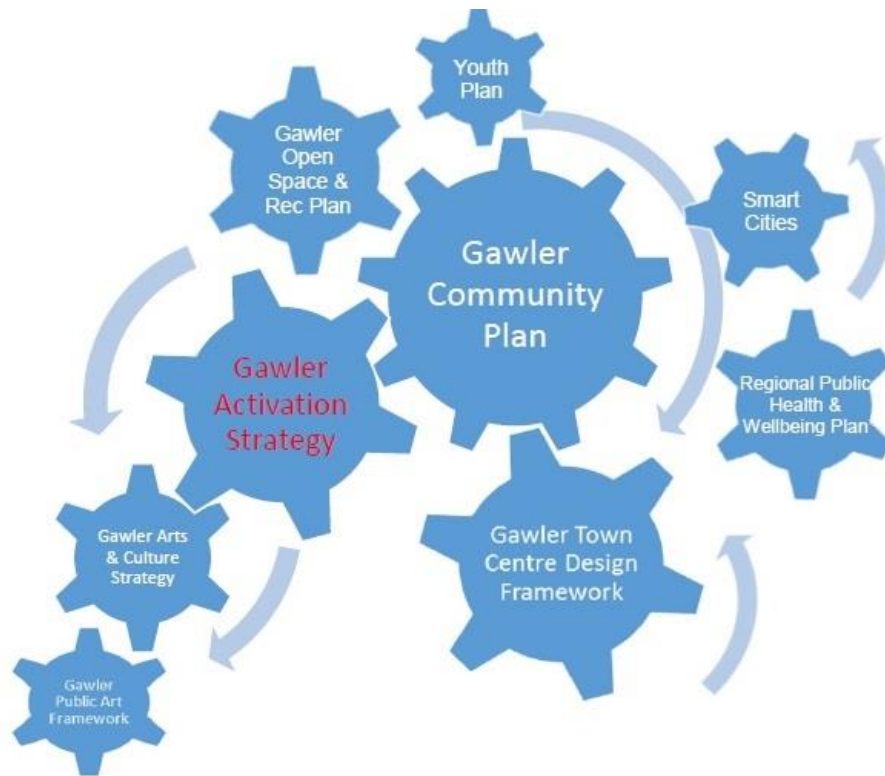 Youth
Plan
Gawler
Open
Space &
Rec Plan
Smart
Cities
Gawler
Community
Plan
Gawler
Activation
Strategy
Regional Public
Health &
Wellbeing Plan
Gawler Arts
& Culture
Strategy
Gawler Town
Centre Design
Framework
Gawler
Public Art
Framework